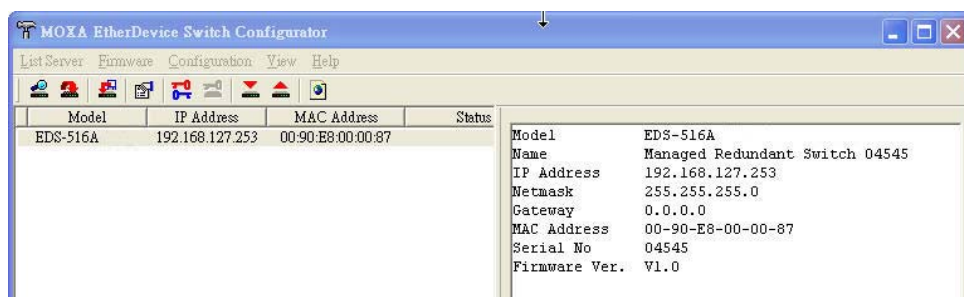 MOXA EtherDevice Switch Configurator
List Server Firmware Configuration View Help
Model IP Address MAC Address Status
EDS-516A 192.168.127.253 00:90:E8:00:00:87
Model EDS-516A
Name Managed Redundant Switch 04545
IP Address 192.168.127.253
Netmask 255.255.255.0
Gateway 0.0.0.0
MAC Address 00-90-E8-00-00-87
Serial No 04545
Firmware Ver. V1.0